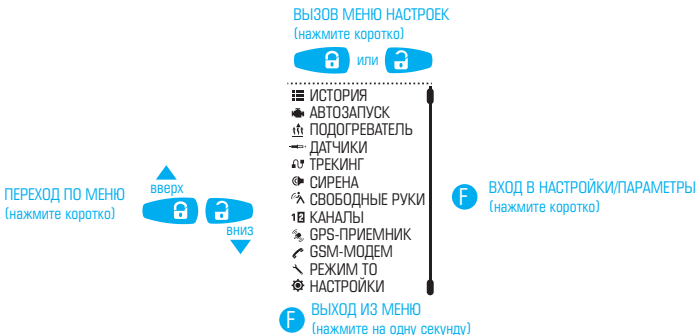 ВЫЗОВ МЕНЮ НАСТРОЕК
(нажмите коротко)
или
ИСТОРИЯ
АВТОЗАПУСК
ПОДОГРЕВАТЕЛЬ
ДАТЧИКИ
ТРЕКИНГ
СИРЕНА
СВОБОДНЫЕ РУКИ
12 КАНАЛЫ
GPS-ПРИЕМНИК
GSM-МОДЕМ
РЕЖИМ ТО
НАСТРОЙКИ
ПЕРЕХОД ПО МЕНЮ
(нажмите коротко)
вверх
вниз
F ВХОД В НАСТРОЙКИ/ПАРАМЕТРЫ
(нажмите коротко)
F ВЫХОД ИЗ МЕНЮ
(нажмите на одну секунду)